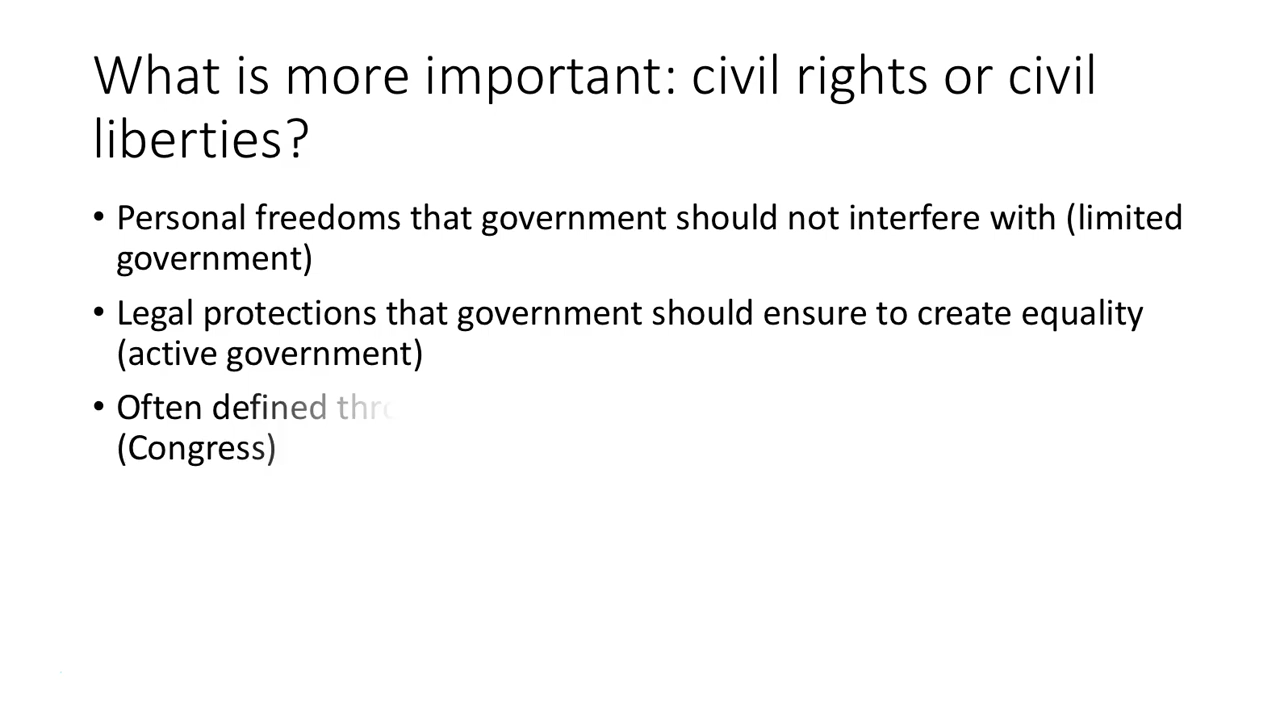 What is more important: civil rights or civil
liberties?
• Personal freedoms that government should not interfere with (limited
government)
• Legal protections that government should ensure to create equality
(active government)
• Often defined
(Congress)